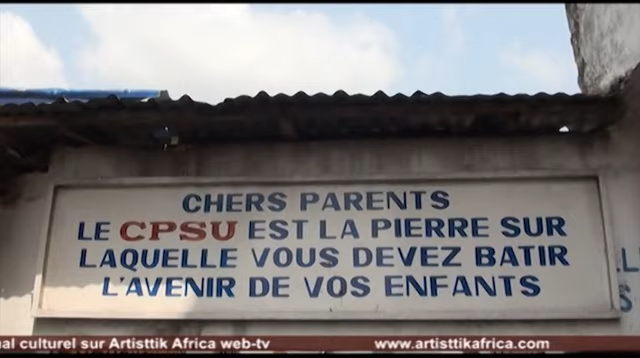 CHERS PARENTS
LE CPSU EST LA PIERRE SUR
LAQUELLE VOUS DEVEZ BATIR
L'AVENIR DE VOS ENFANTS
al culturel sur Artisttik Africa web-tv
www.artisttikafrica.com